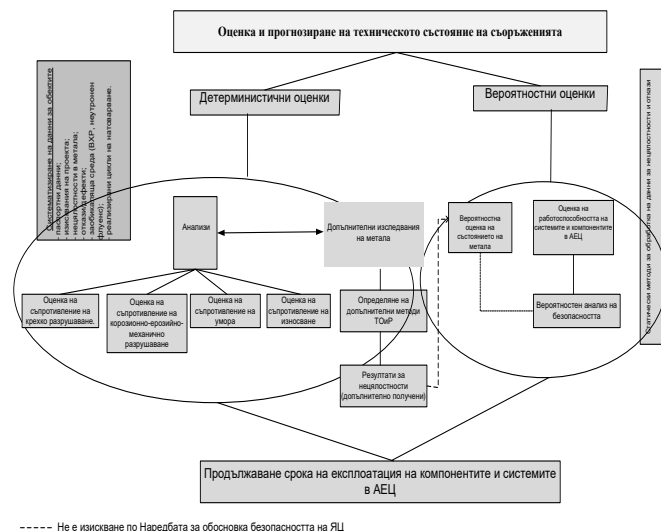 Оценка и прогнозиране на техническото състояние на съоръженията
Детерминистични оценки
Вероятностни оценки
Систематизиране на данни за обектите
- паспортни данни;
- изисквания на проекта;
- нецялостности в метала;
- откази/дефекти;
- заобикаляща среда (ВХР, неутронен
флуенс);
- реализирани цикли на натоварване.
Статически методи за обработка на данни за нецялостности и откази
Анализи
Допълнителни изследвания
на метала
Вероятностна
оценка на
състоянието на
метала
Оценка на
работоспособността на
системите и компонентите
в АЕЦ
Оценка на
съпротивление на
крехко разрушаване.
Оценка на
съпротивление на
корозионно-ерозийно-
механично разрушаване
Оценка на
съпротивление на
умора
Оценка на
съпротивление на
износване
Определяне на
допълнителни методи
ТОиР
Вероятностен анализ на
безопасността
Резултати за
нецялостности
(допълнително получени)
Продължаване срока на експлоатация на компонентите и системите
в АЕЦ
----- Не е изискване по Наредбата за обосновка безопасността на ЯЦ